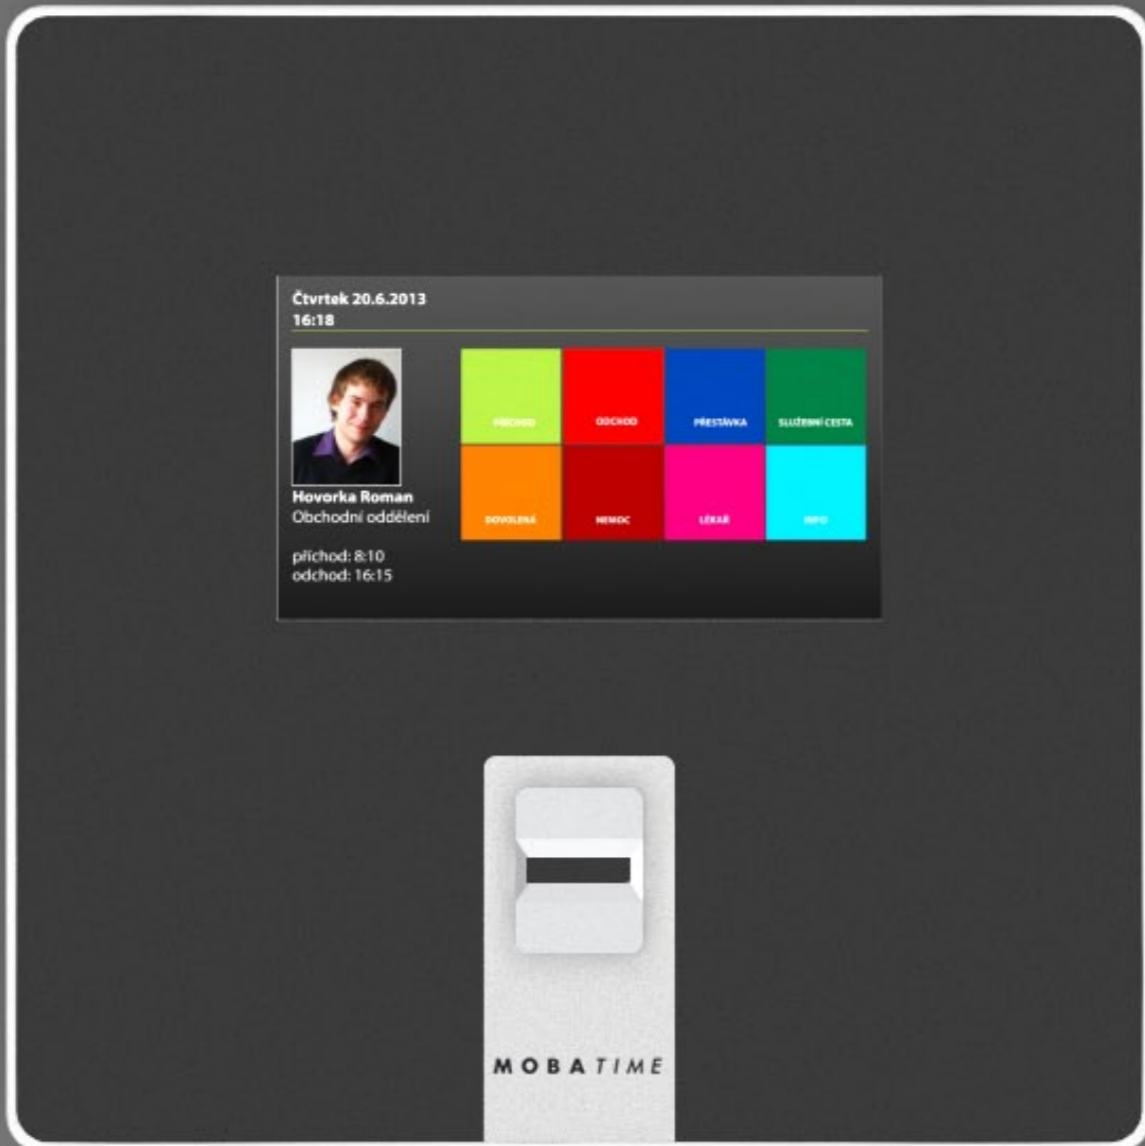 Čtvrtek 20.6.2013
16:18
PŘÍCHOD
ODCHOD
PŘESTÁVKA
SLUŽEBNÍ CESTA
DOVOLENÁ
NEMOC
LÉKAŘ
INFO
Hovorka Roman
Obchodní oddělení
příchod: 8:10
odchod: 16:15
MOBATIME